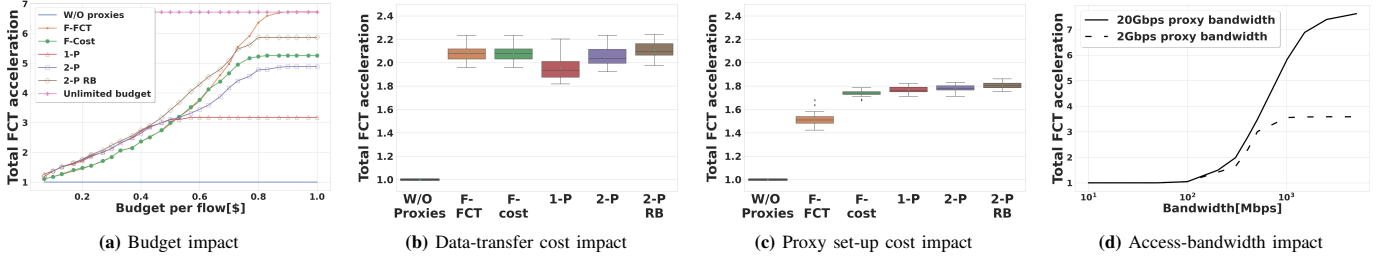 Total FCT acceleration
7
6
5
4
3
2
1
W/O proxies
F-FCT
F-Cost
1-P
2-P
2-P RB
Unlimited budget
0.2
0.4
0.6
0.8
1.0
Budget per flow[$]
(a) Budget impact
Total FCT acceleration
2.4
2.2
2.0
1.8
1.6
1.4
1.2
1.0
W/O
Proxies
F-
FCT
F-
cost
1-P
2-P
2-P
RB
(b) Data-transfer cost impact
Total FCT acceleration
2.4
2.2
2.0
1.8
1.6
1.4
1.2
1.0
W/O
Proxies
F-
FCT
F-
cost
1-P
2-P
2-P
RB
(c) Proxy set-up cost impact
Total FCT acceleration
7
6
5
4
3
2
1
20Gbps proxy bandwidth
2Gbps proxy bandwidth
10¹
10²
10³
Bandwidth[Mbps]
(d) Access-bandwidth impact